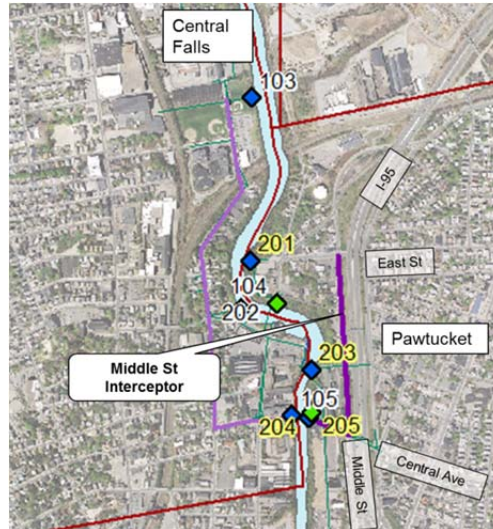 Central
Falls
103
I-95
201
East St
104
202
Pawtucket
Middle St
Interceptor
203
105
204
205
Central Ave
Middle St